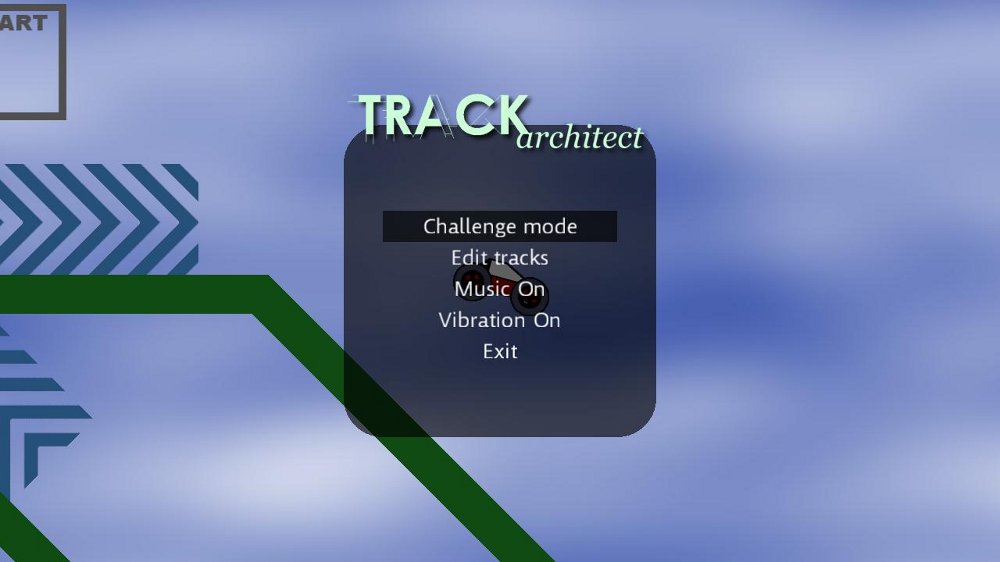 ART
TRACK
architect
Challenge mode
Edit tracks
Music On
Vibration On
Exit